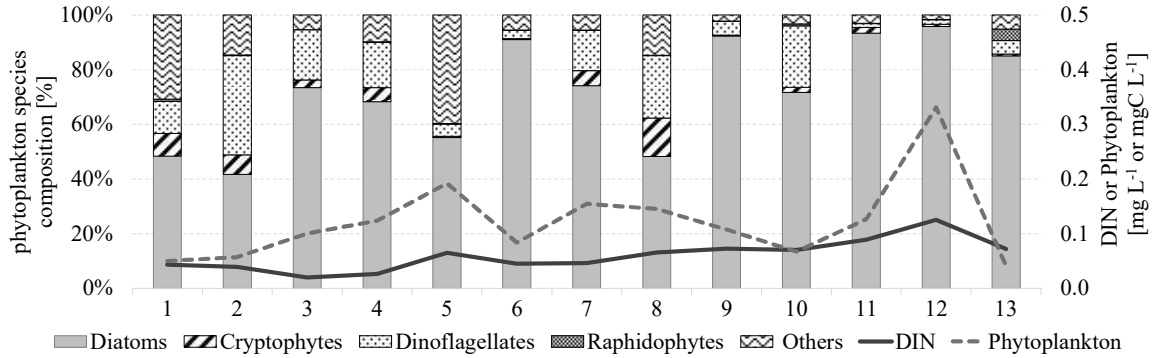 phytoplankton species
composition [%]
100%
80%
60%
40%
20%
0%
0.5
0.4
0.3
0.2
0.1
0.0
DIN or Phytoplankton
[mg L⁻¹ or mgC L⁻¹]
1 2 3 4 5 6 7 8 9 10 11 12 13
Diatoms Cryptophytes Dinoflagellates Raphidophytes Others DIN Phytoplankton